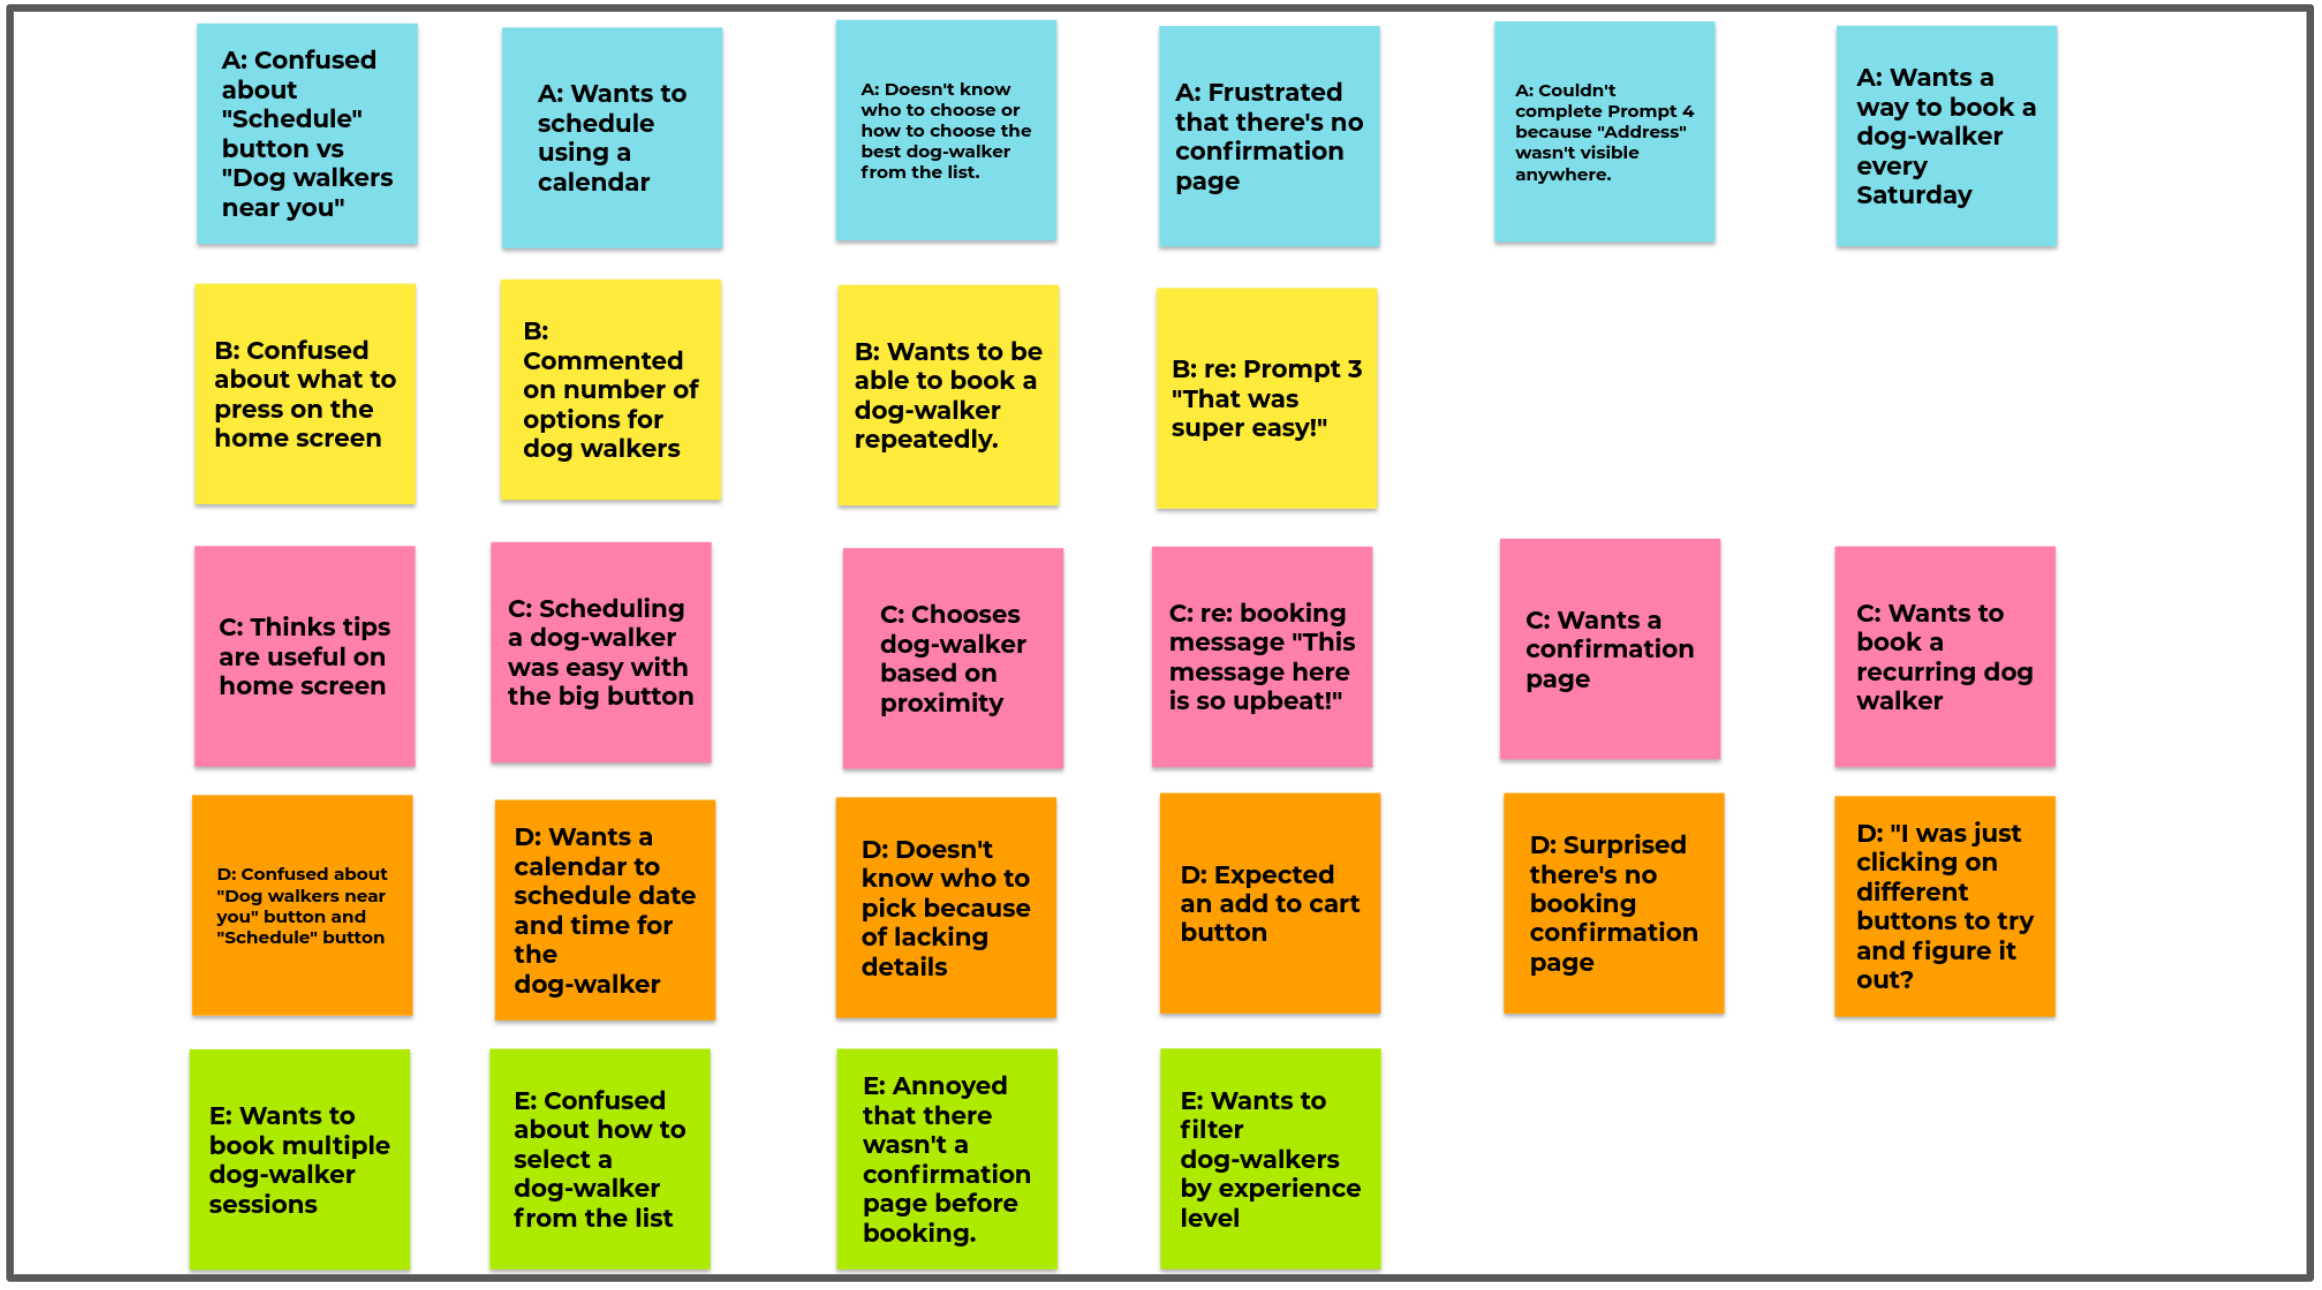 A: Confused
about
"Schedule"
button vs
"Dog walkers
near you"
A: Wants to
schedule
using a
calendar
A: Doesn't know
who to choose or
how to choose the
best dog-walker
from the list.
A: Frustrated
that there's no
confirmation
page
A: Couldn't
complete Prompt 4
because "Address"
wasn't visible
anywhere.
A: Wants a
way to book a
dog-walker
every
Saturday
B: Confused
about what to
press on the
home screen
B:
Commented
on number of
options for
dog walkers
B: Wants to be
able to book a
dog-walker
repeatedly.
B: re: Prompt 3
"That was
super easy!"
C: Thinks tips
are useful on
home screen
C: Scheduling
a dog-walker
was easy with
the big button
C: Chooses
dog-walker
based on
proximity
C: re: booking
message "This
message here
is so upbeat!"
C: Wants a
confirmation
page
C: Wants to
book a
recurring dog
walker
D: Confused about
"Dog walkers near
you" button and
"Schedule" button
D: Wants a
calendar to
schedule date
and time for
the
dog-walker
D: Doesn't
know who to
pick because
of lacking
details
D: Expected
an add to cart
button
D: Surprised
there's no
booking
confirmation
page
D: "I was just
clicking on
different
buttons to try
and figure it
out?
E: Wants to
book multiple
dog-walker
sessions
E: Confused
about how to
select a
dog-walker
from the list
E: Annoyed
that there
wasn't a
confirmation
page before
booking.
E: Wants to
filter
dog-walkers
by experience
level